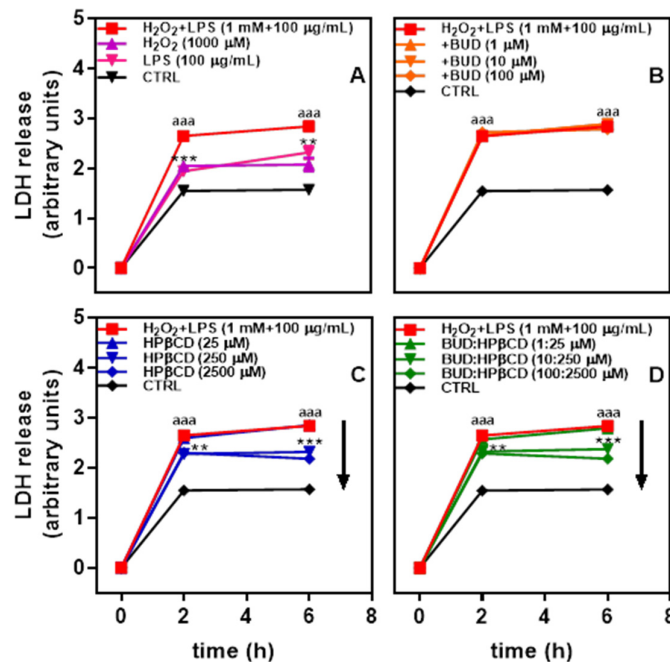 H₂O₂+LPS (1 mM+100 µg/mL)
H₂O₂ (1000 µM)
LPS (100 µg/mL)
CTRL
A
aaa
aaa
***
**
LDH release
(arbitrary units)
5
4
3
2
1
0
H₂O₂+LPS (1 mM+100 µg/mL)
+BUD (1 µM)
+BUD (10 µM)
+BUD (100 µM)
CTRL
B
aaa
aaa
H₂O₂+LPS (1 mM+100 µg/mL)
HPβCD (25 µM)
HPβCD (250 µM)
HPβCD (2500 µM)
CTRL
C
aaa
aaa
**
***
LDH release
(arbitrary units)
5
4
3
2
1
0
0 2 4 6 8
time (h)
H₂O₂+LPS (1 mM+100 µg/mL)
BUD:HPβCD (1:25 µM)
BUD:HPβCD (10:250 µM)
BUD:HPβCD (100:2500 µM)
CTRL
D
aaa
aaa
**
***
0 2 4 6 8
time (h)